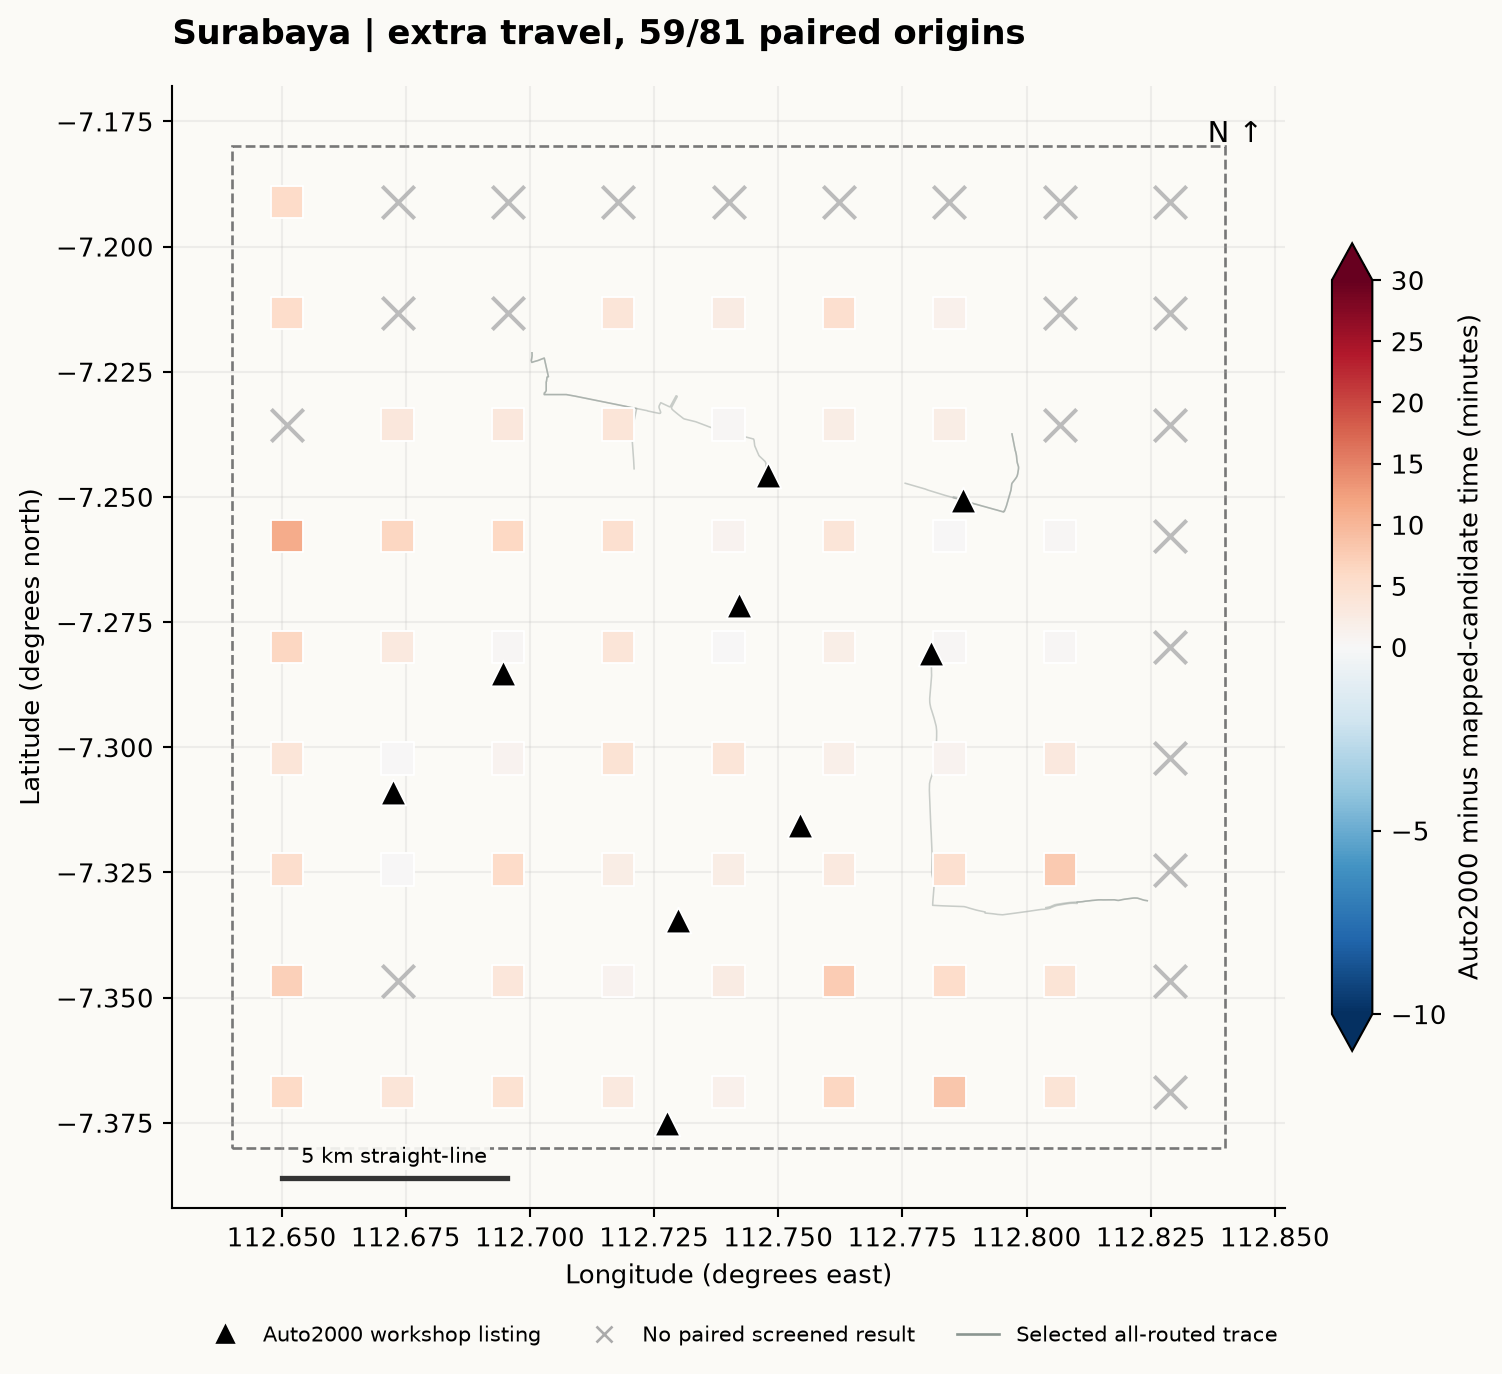 Surabaya | extra travel, 59/81 paired origins
N ↑
−7.175
−7.200
−7.225
−7.250
−7.275
−7.300
−7.325
−7.350
−7.375
Latitude (degrees north)
5 km straight-line
112.650 112.675 112.700 112.725 112.750 112.775 112.800 112.825 112.850
Longitude (degrees east)
30
25
20
15
10
5
0
−5
−10
Auto2000 minus mapped-candidate time (minutes)
Auto2000 workshop listing
No paired screened result
Selected all-routed trace